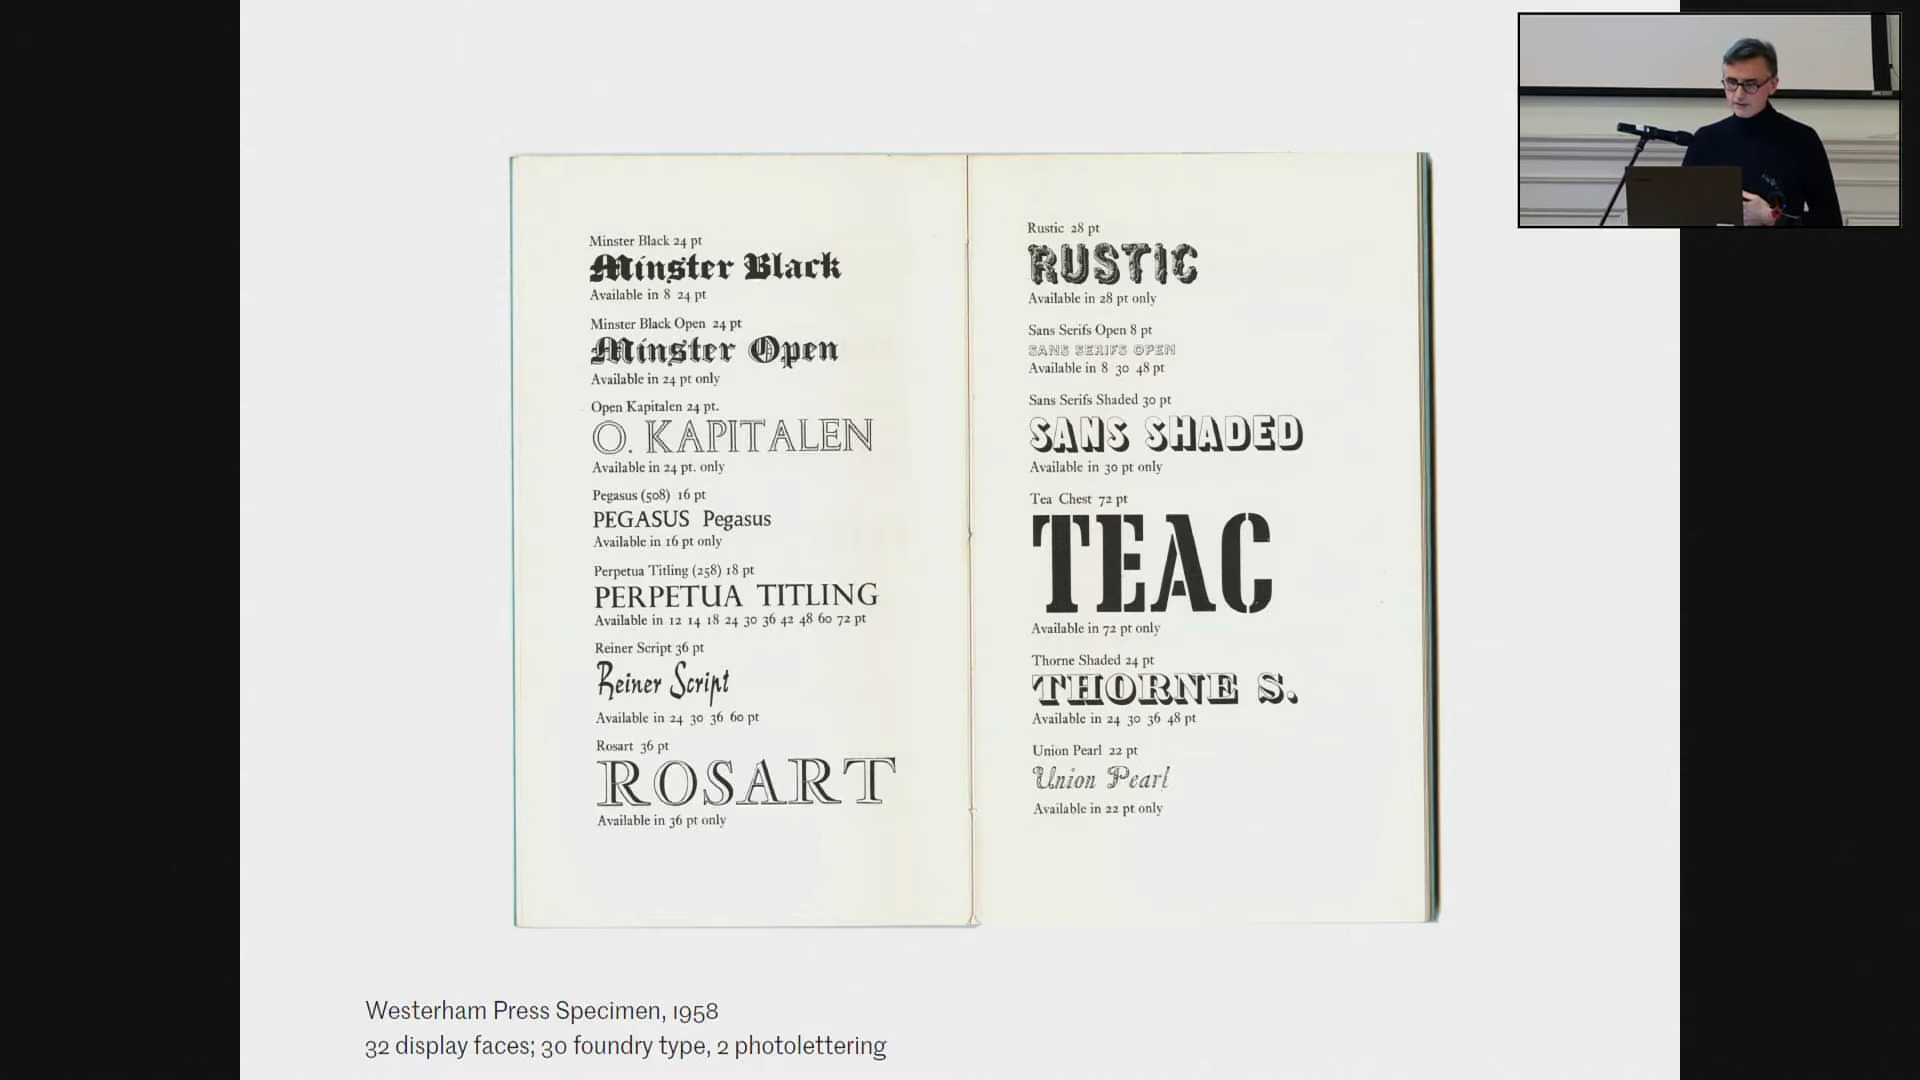 Minster Black 24 pt
Minster Black
Available in 8 24 pt
Minster Black Open 24 pt
Minster Open
Available in 24 pt only
Open Kapitalen 24 pt.
O. KAPITALEN
Available in 24 pt. only
Pegasus (508) 16 pt
PEGASUS Pegasus
Available in 16 pt only
Perpetua Titling (258) 18 pt
PERPETUA TITLING
Available in 12 14 18 24 30 36 42 48 60 72 pt
Reiner Script 36 pt
Reiner Script
Available in 24 30 36 60 pt
Rosart 36 pt
ROSART
Available in 36 pt only
Rustic 28 pt
RUSTIC
Available in 28 pt only
Sans Serifs Open 8 pt
SANS SERIFS OPEN
Available in 8 30 48 pt
Sans Serifs Shaded 30 pt
SANS SHADED
Available in 30 pt only
Tea Chest 72 pt
TEAC
Available in 72 pt only
Thorne Shaded 24 pt
THORNE S.
Available in 24 30 36 48 pt
Union Pearl 22 pt
Union Pearl
Available in 22 pt only
Westerham Press Specimen, 1958
32 display faces; 30 foundry type, 2 photolettering